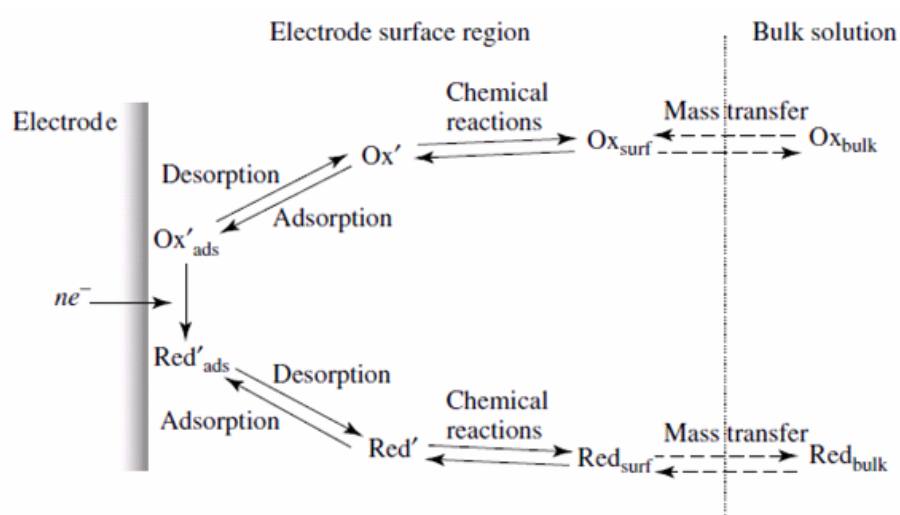 Electrode surface region
Bulk solution
Electrode
Chemical
reactions
Mass transfer
Ox′
Ox_surf
Ox_bulk
Desorption
Adsorption
Ox′_ads
ne⁻
Red′_ads
Desorption
Adsorption
Chemical
reactions
Mass transfer
Red′
Red_surf
Red_bulk